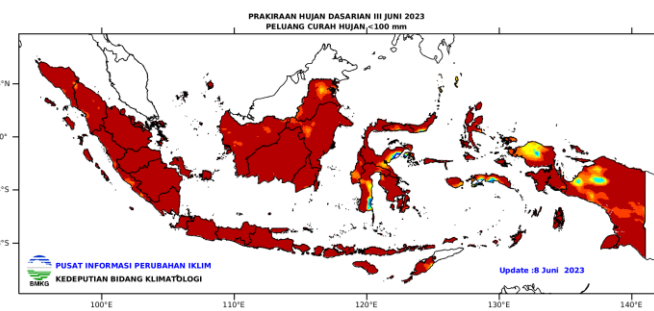 PRAKIRAAN HUJAN DASARIAN III JUNI 2023
PELUANG CURAH HUJAN <100 mm
°N
0°
°S
°S
PUSAT INFORMASI PERUBAHAN IKLIM
KEDEPUTIAN BIDANG KLIMATOLOGI
BMKG
Update :8 Juni 2023
100°E
110°E
120°E
130°E
140°E